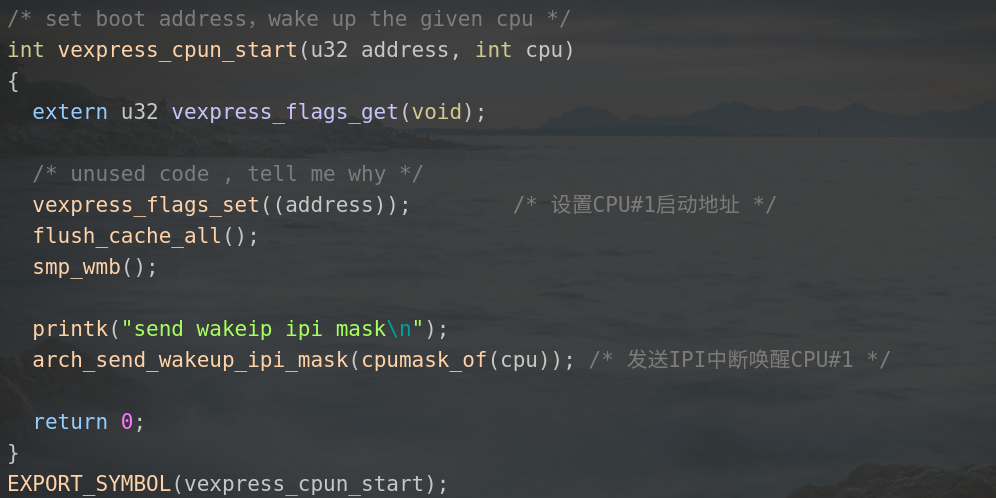 /* set boot address，wake up the given cpu */
int vexpress_cpun_start(u32 address, int cpu)
{
extern u32 vexpress_flags_get(void);
/* unused code , tell me why */
vexpress_flags_set((address)); /* 设置CPU#1启动地址 */
flush_cache_all();
smp_wmb();
printk("send wakeip ipi mask\n");
arch_send_wakeup_ipi_mask(cpumask_of(cpu)); /* 发送IPI中断唤醒CPU#1 */
return 0;
}
EXPORT_SYMBOL(vexpress_cpun_start);